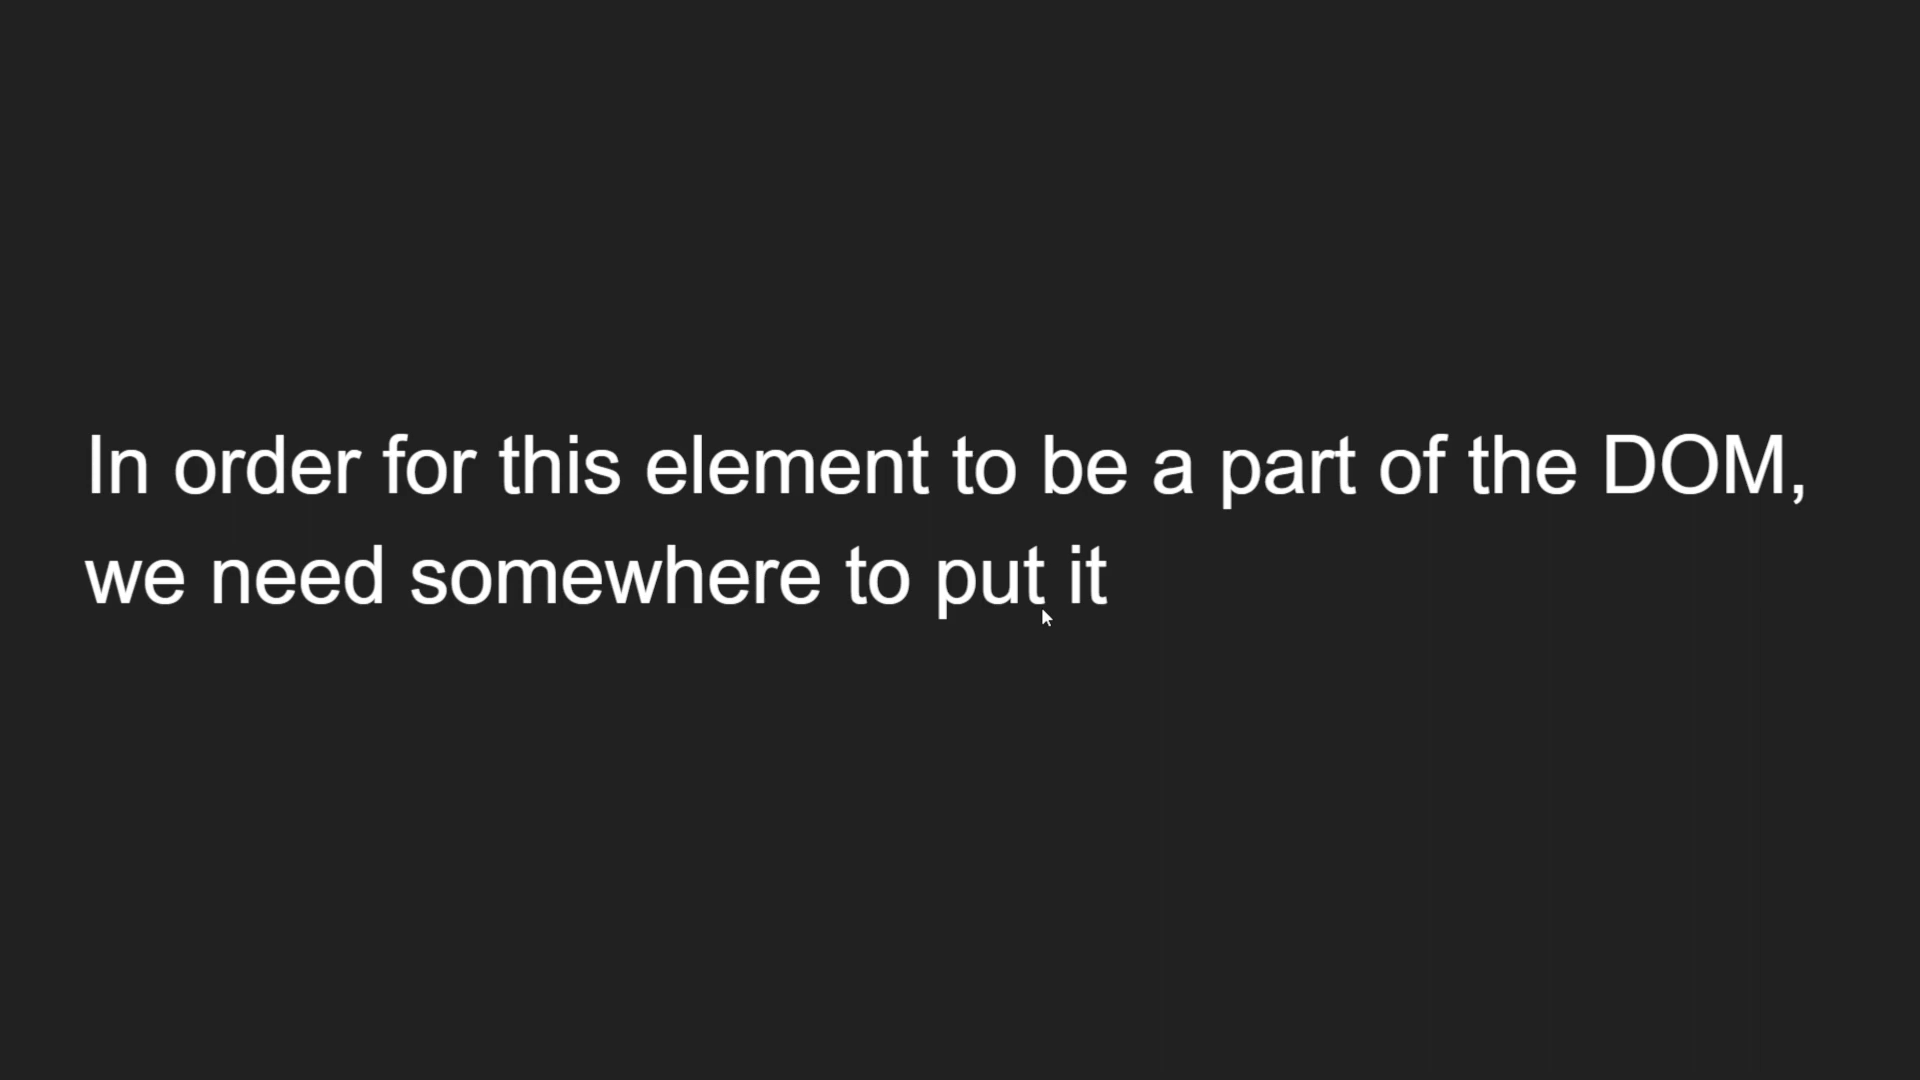 In order for this element to be a part of the DOM,
we need somewhere to put it